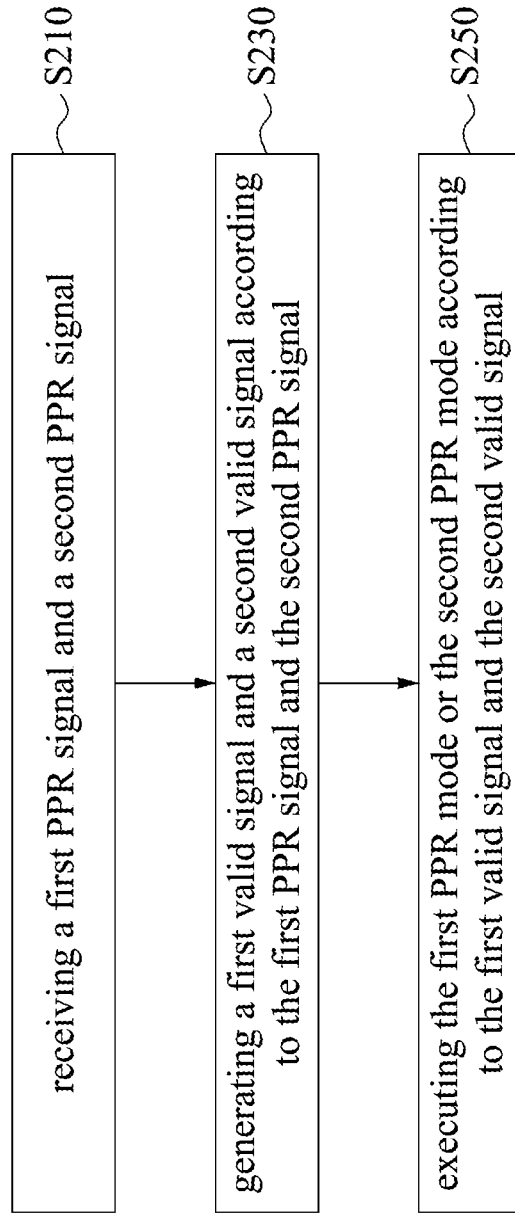 receiving a first PPR signal and a second PPR signal
S210
generating a first valid signal and a second valid signal according
to the first PPR signal and the second PPR signal
S230
executing the first PPR mode or the second PPR mode according
to the first valid signal and the second valid signal
S250